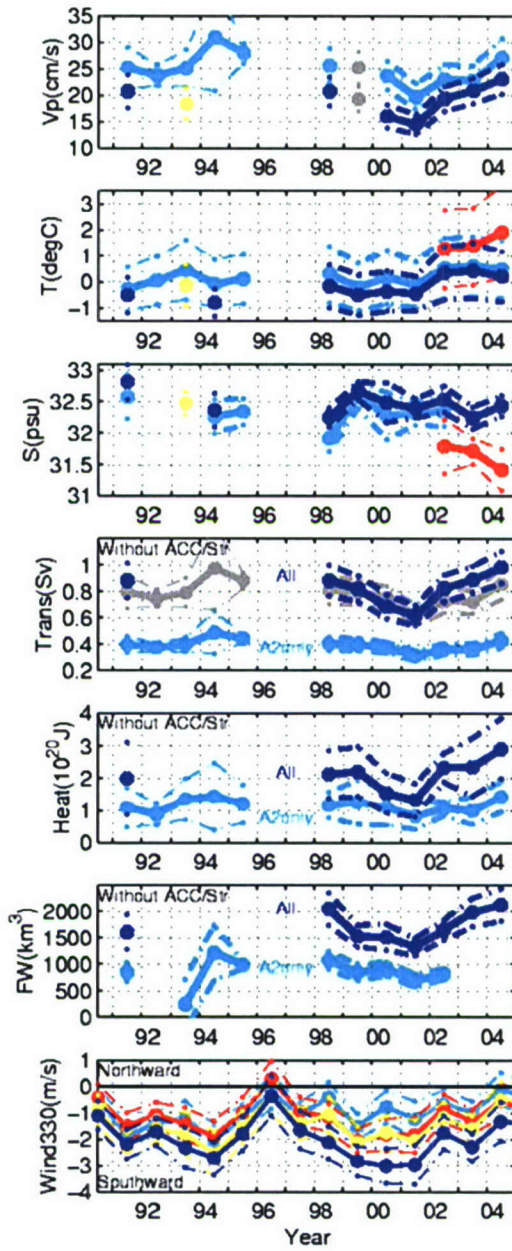 Vp(cm/s)
35
30
25
20
15
10
92 94 96 98 00 02 04
T(degC)
3
2
1
0
−1
92 94 96 98 00 02 04
S(psu)
33
32.5
32
31.5
31
92 94 96 98 00 02 04
Trans(Sv)
Without ACC/Str
All
A2only
1
0.8
0.6
0.4
0.2
92 94 96 98 00 02 04
Heat(10²⁰J)
Without ACC/Str
All
A2only
4
3
2
1
0
92 94 96 98 00 02 04
FW(km³)
Without ACC/Str
All
A2only
2000
1500
1000
500
0
92 94 96 98 00 02 04
Wind330(m/s)
Northward
Southward
1
0
−1
−2
−3
−4
92 94 96 98 00 02 04
Year